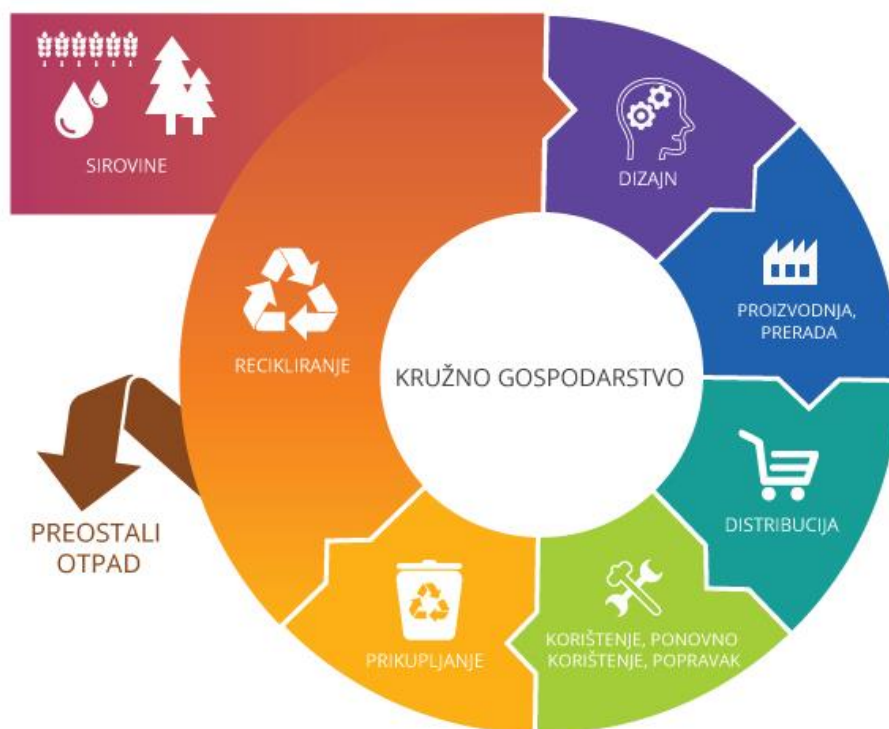 SIROVINE
DIZAJN
PROIZVODNJA,
PRERADA
RECIKLIRANJE
KRUŽNO GOSPODARSTVO
DISTRIBUCIJA
PREOSTALI
OTPAD
KORIŠTENJE, PONOVNO
KORIŠTENJE, POPRAVAK
PRIKUPLJANJE